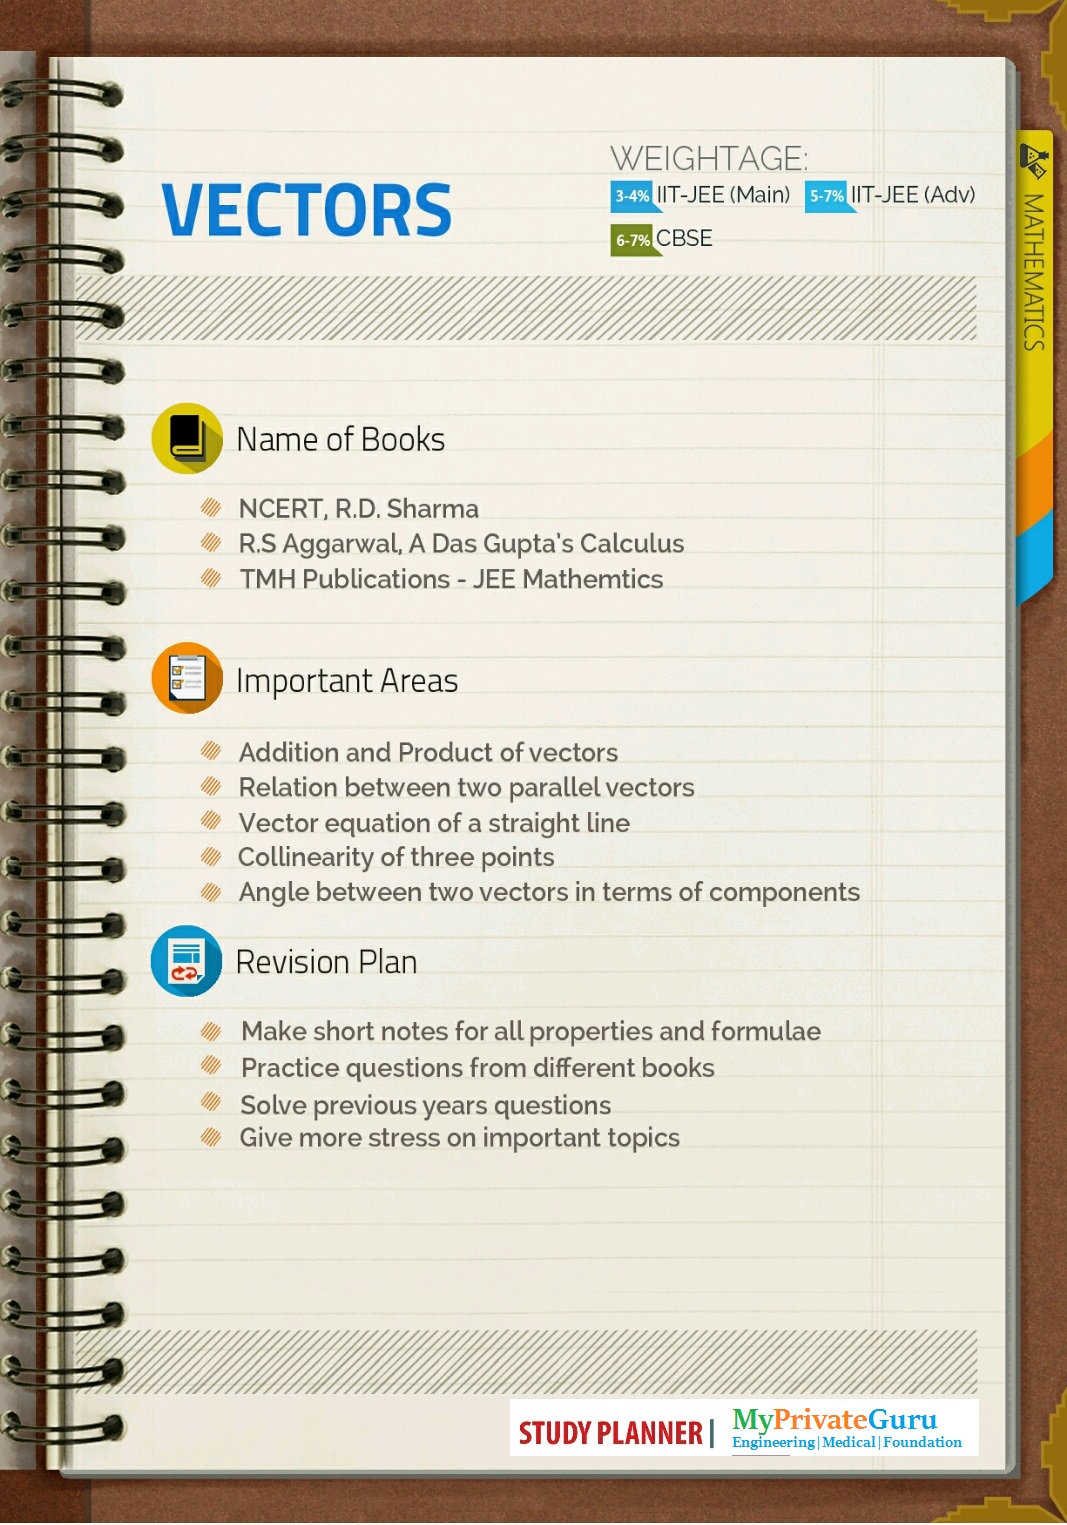 VECTORS
WEIGHTAGE:
3-4% IIT-JEE (Main) 5-7% IIT-JEE (Adv)
6-7% CBSE
MATHEMATICS
Name of Books
NCERT, R.D. Sharma
R.S Aggarwal, A Das Gupta's Calculus
TMH Publications - JEE Mathemtics
Important Areas
Addition and Product of vectors
Relation between two parallel vectors
Vector equation of a straight line
Collinearity of three points
Angle between two vectors in terms of components
Revision Plan
Make short notes for all properties and formulae
Practice questions from different books
Solve previous years questions
Give more stress on important topics
STUDY PLANNER | MyPrivateGuru
Engineering|Medical|Foundation